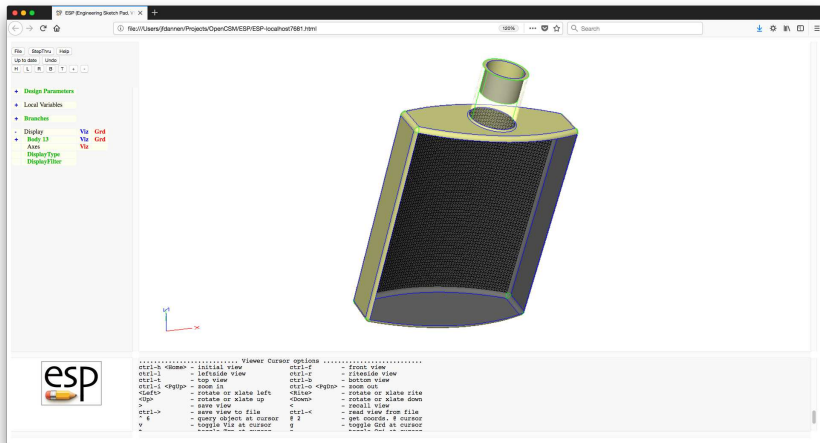 ESP (Engineering Sketch Pad, V
file:///Users/jfdannen/Projects/OpenCSM/ESP/ESP-localhost7681.html
120%
Search
File StepThru Help
Up to date Undo
H L R B T + -
+ Design Parameters
+ Local Variables
+ Branches
- Display Viz Grd
+ Body 13 Viz Grd
Axes Viz
DisplayType
DisplayFilter
x
esp
.......................... Viewer Cursor options ..........................
ctrl-h <Home> - initial view ctrl-f - front view
ctrl-l - leftside view ctrl-r - riteside view
ctrl-t - top view ctrl-b - bottom view
ctrl-i <PgUp> - zoom in ctrl-o <PgDn> - zoom out
<Left> - rotate or xlate left <Rite> - rotate or xlate rite
<Up> - rotate or xlate up <Down> - rotate or xlate down
> - save view < - recall view
ctrl-> - save view to file ctrl-< - read view from file
^ 6 - query object at cursor @ 2 - get coords. @ cursor
v - toggle Viz at cursor g - toggle Grd at cursor